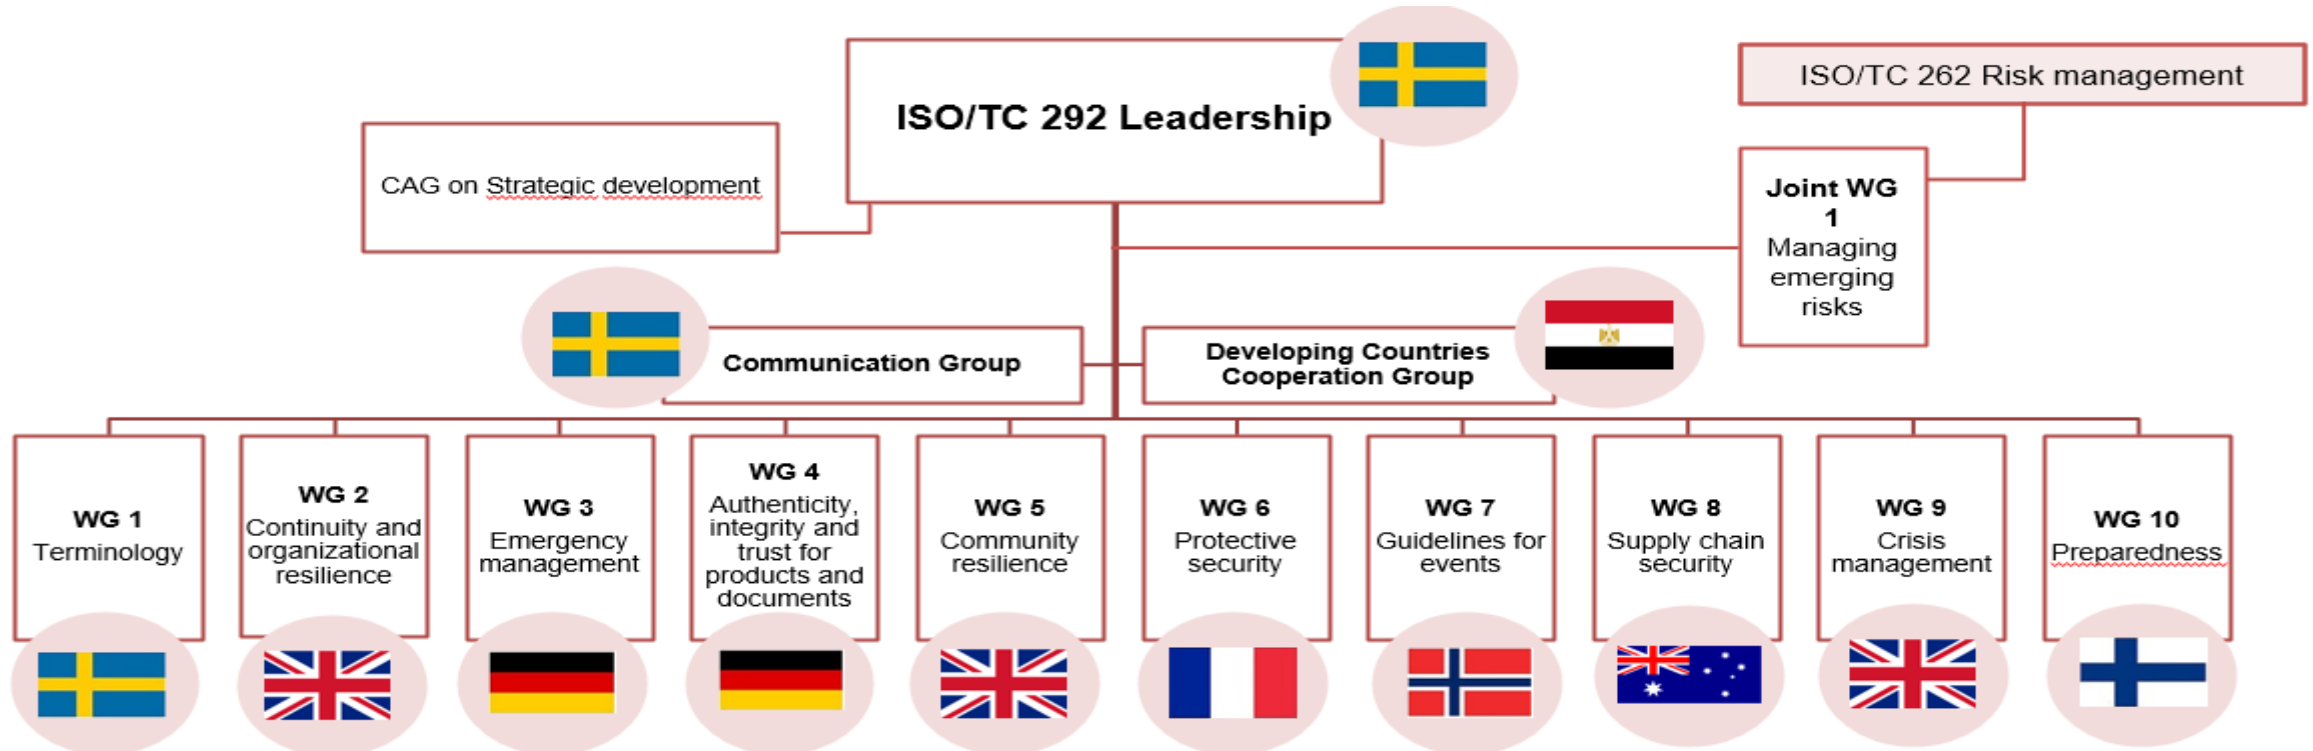 ISO/TC 292 Leadership
ISO/TC 262 Risk management
CAG on Strategic development
Joint WG
1
Managing
emerging
risks
Communication Group
Developing Countries
Cooperation Group
WG 1
Terminology
WG 2
Continuity and
organizational
resilience
WG 3
Emergency
management
WG 4
Authenticity,
integrity and
trust for
products and
documents
WG 5
Community
resilience
WG 6
Protective
security
WG 7
Guidelines for
events
WG 8
Supply chain
security
WG 9
Crisis
management
WG 10
Preparedness